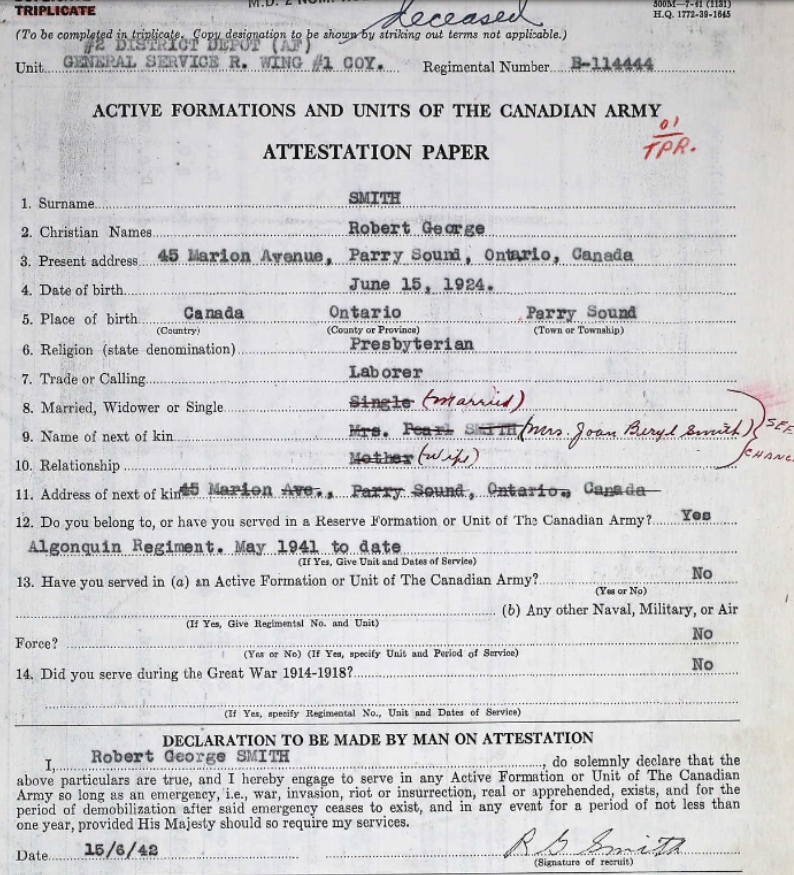 TRIPLICATE
deceased
500M—7-41 (1131)
H.Q. 1772-39-1645
(To be completed in triplicate. Copy designation to be shown by striking out terms not applicable.)
#2 DISTRICT DEPOT (AF)
Unit GENERAL SERVICE R. WING #1 COY. Regimental Number B-114444
ACTIVE FORMATIONS AND UNITS OF THE CANADIAN ARMY
01
TPR.
ATTESTATION PAPER
1. Surname SMITH
2. Christian Names Robert George
3. Present address 45 Marion Avenue, Parry Sound, Ontario, Canada
4. Date of birth June 15, 1924.
5. Place of birth Canada Ontario Parry Sound
(Country) (County or Province) (Town or Township)
6. Religion (state denomination) Presbyterian
7. Trade or Calling Laborer
8. Married, Widower or Single Single (Married)
9. Name of next of kin Mrs. Pearl SMITH (Mrs. Joan Beryl Smith) SEE
10. Relationship Mother (Wife) CHANG
11. Address of next of kin 45 Marion Ave., Parry Sound, Ontario, Canada
12. Do you belong to, or have you served in a Reserve Formation or Unit of The Canadian Army? Yes
Algonquin Regiment. May 1941 to date
(If Yes, Give Unit and Dates of Service)
13. Have you served in (a) an Active Formation or Unit of The Canadian Army? No
(Yes or No)
(b) Any other Naval, Military, or Air
(If Yes, Give Regimental No. and Unit)
Force? No
(Yes or No) (If Yes, specify Unit and Period of Service)
14. Did you serve during the Great War 1914-1918? No
(If Yes, specify Regimental No., Unit and Dates of Service)
DECLARATION TO BE MADE BY MAN ON ATTESTATION
I, Robert George SMITH, do solemnly declare that the
above particulars are true, and I hereby engage to serve in any Active Formation or Unit of The Canadian
Army so long as an emergency, i.e., war, invasion, riot or insurrection, real or apprehended, exists, and for the
period of demobilization after said emergency ceases to exist, and in any event for a period of not less than
one year, provided His Majesty should so require my services.
Date 15/6/42 R G Smith
(Signature of recruit)